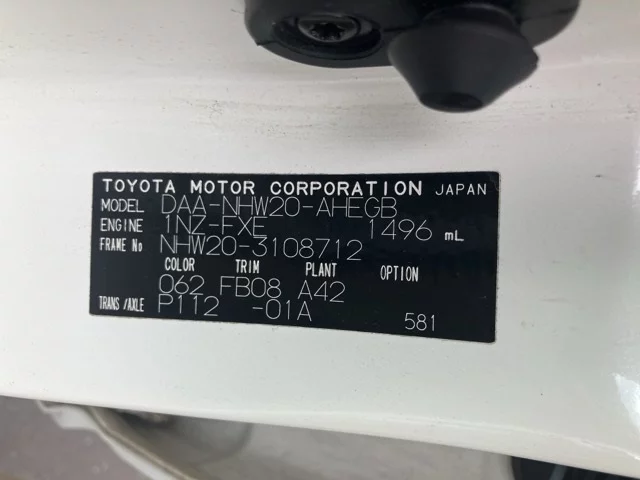 TOYOTA MOTOR CORPORATION JAPAN
MODEL DAA-NHW20-AHEGB
ENGINE 1NZ-FXE 1496 mL
FRAME No NHW20-3108712
COLOR TRIM PLANT OPTION
062 FB08 A42
TRANS/AXLE P112 -01A
581